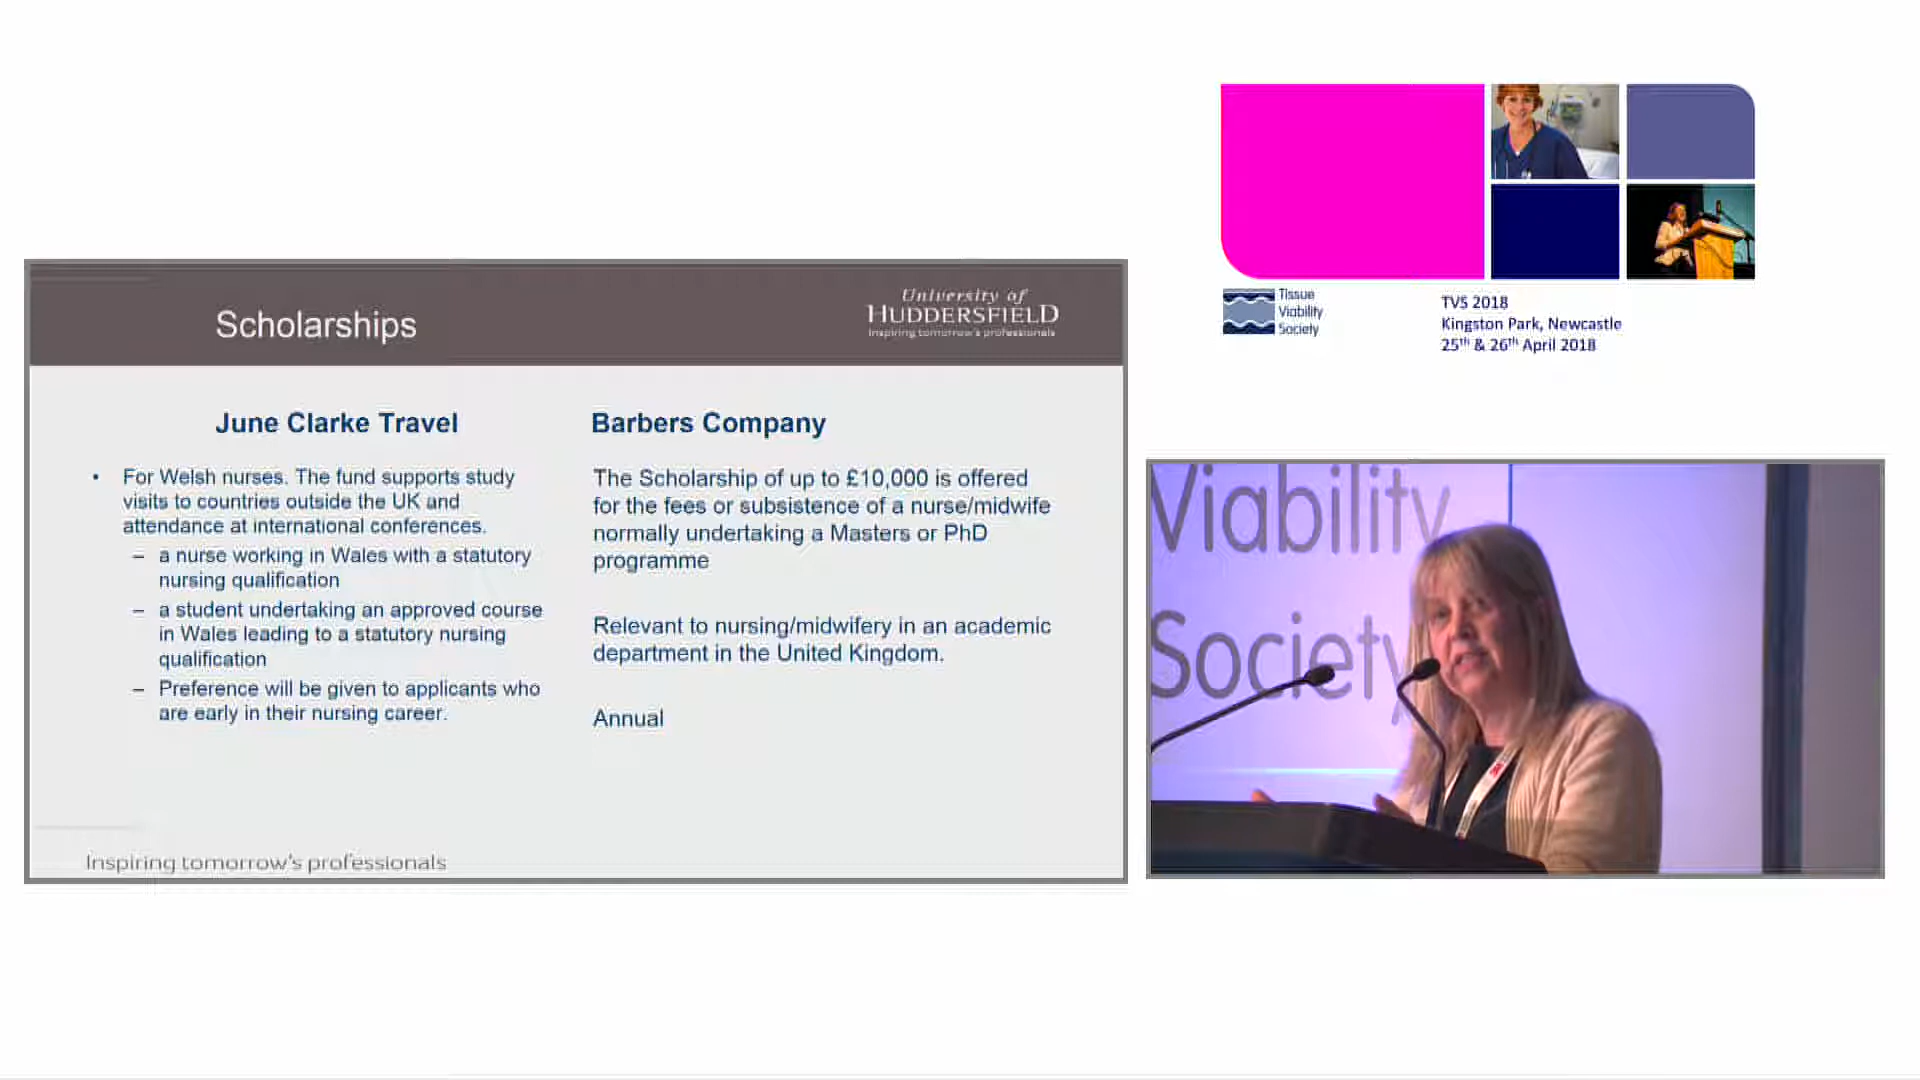 Scholarships
University of
HUDDERSFIELD
Inspiring tomorrow's professionals
June Clarke Travel
• For Welsh nurses. The fund supports study
visits to countries outside the UK and
attendance at international conferences.
– a nurse working in Wales with a statutory
nursing qualification
– a student undertaking an approved course
in Wales leading to a statutory nursing
qualification
– Preference will be given to applicants who
are early in their nursing career.
Barbers Company
The Scholarship of up to £10,000 is offered
for the fees or subsistence of a nurse/midwife
normally undertaking a Masters or PhD
programme
Relevant to nursing/midwifery in an academic
department in the United Kingdom.
Annual
Inspiring tomorrow's professionals
Tissue
Viability
Society
TVS 2018
Kingston Park, Newcastle
25th & 26th April 2018
Viability
Society